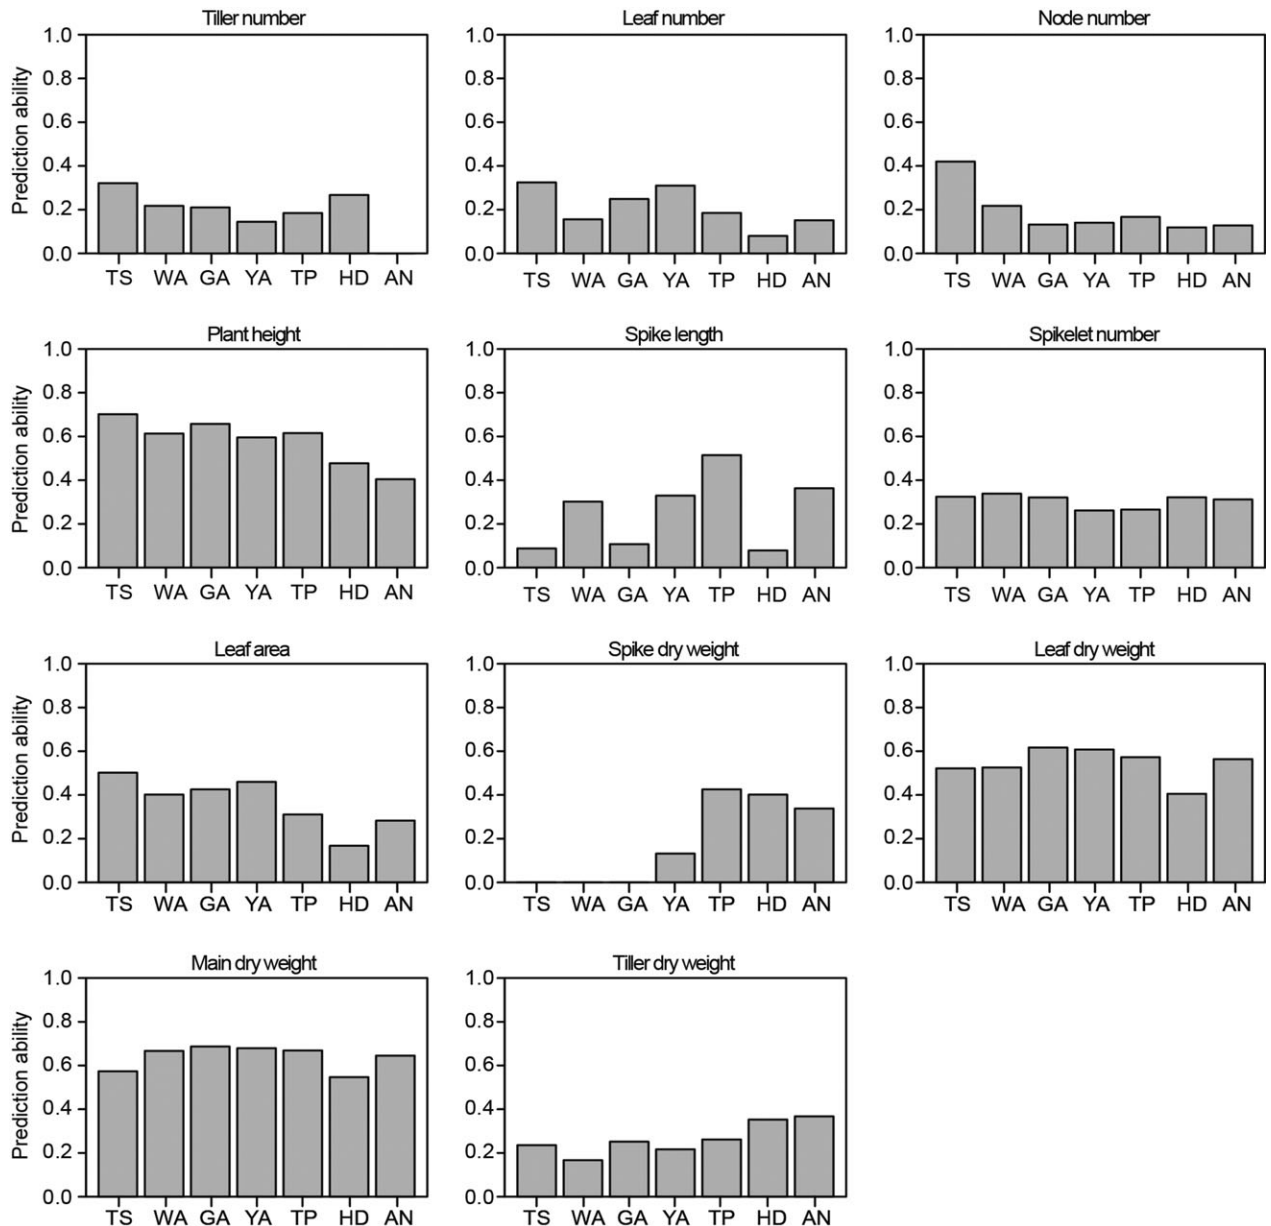 Tiller number Leaf number Node number
Prediction ability
1.0 1.0 1.0
0.8 0.8 0.8
0.6 0.6 0.6
0.4 0.4 0.4
0.2 0.2 0.2
0.0 0.0 0.0
TS WA GA YA TP HD AN TS WA GA YA TP HD AN TS WA GA YA TP HD AN
Plant height Spike length Spikelet number
Prediction ability
1.0 1.0 1.0
0.8 0.8 0.8
0.6 0.6 0.6
0.4 0.4 0.4
0.2 0.2 0.2
0.0 0.0 0.0
TS WA GA YA TP HD AN TS WA GA YA TP HD AN TS WA GA YA TP HD AN
Leaf area Spike dry weight Leaf dry weight
Prediction ability
1.0 1.0 1.0
0.8 0.8 0.8
0.6 0.6 0.6
0.4 0.4 0.4
0.2 0.2 0.2
0.0 0.0 0.0
TS WA GA YA TP HD AN TS WA GA YA TP HD AN TS WA GA YA TP HD AN
Main dry weight Tiller dry weight
Prediction ability
1.0 1.0
0.8 0.8
0.6 0.6
0.4 0.4
0.2 0.2
0.0 0.0
TS WA GA YA TP HD AN TS WA GA YA TP HD AN